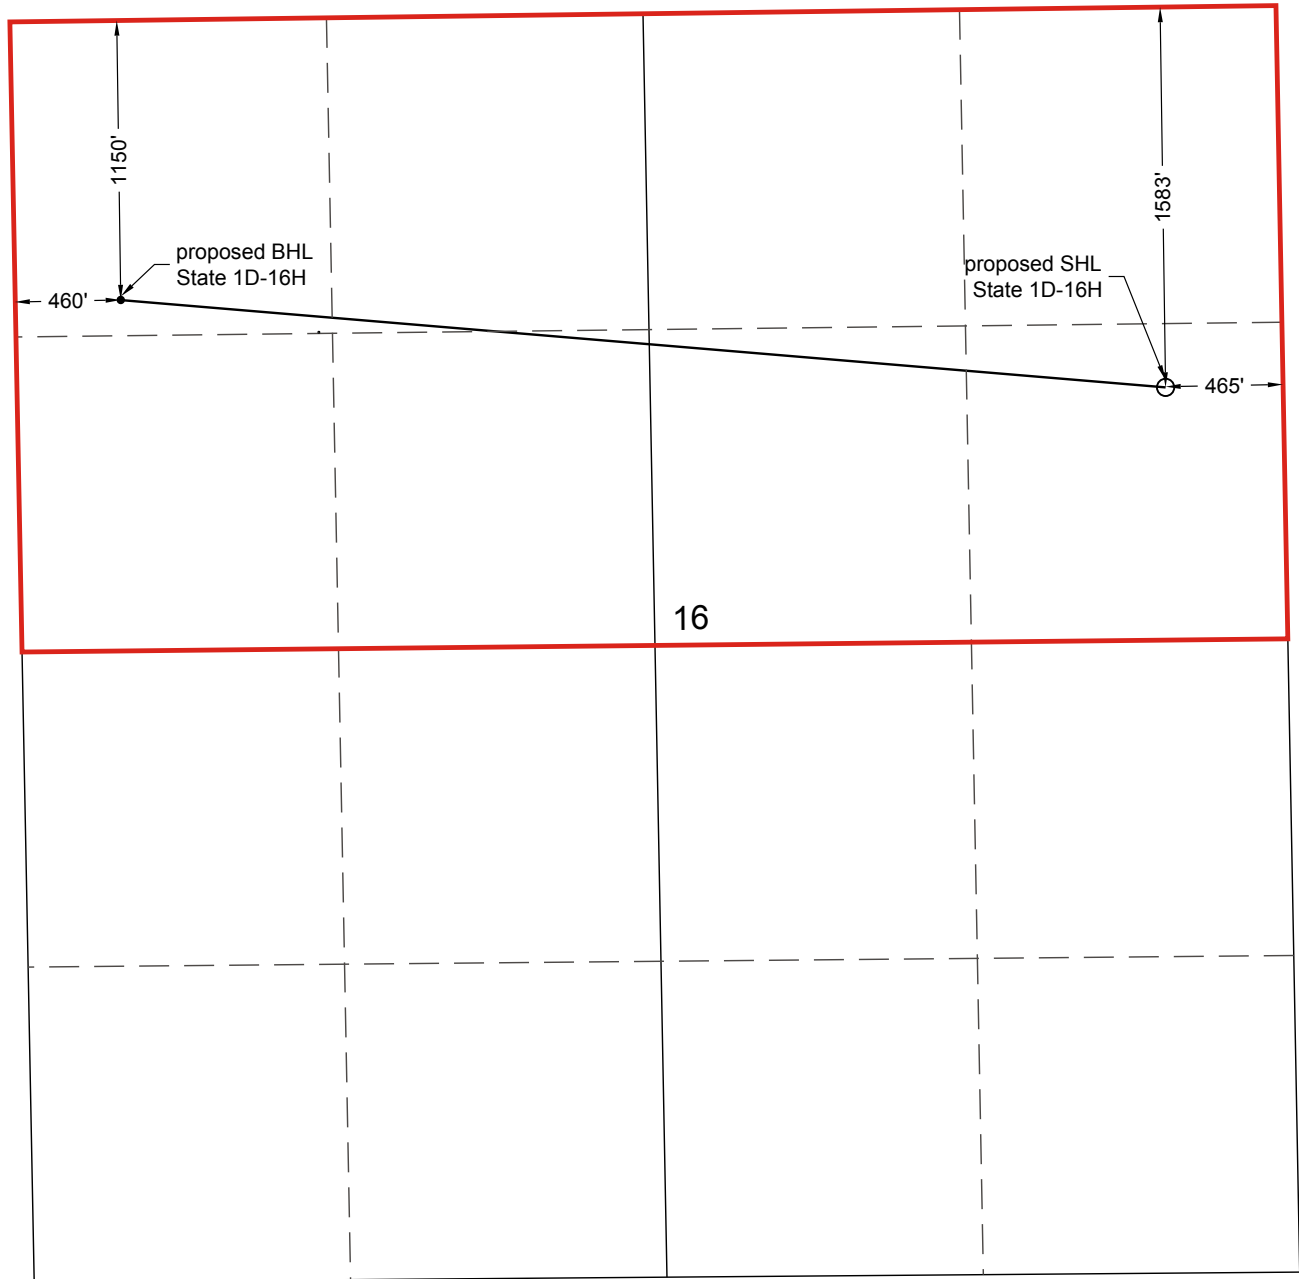 1150'
1583'
proposed BHL
State 1D-16H
proposed SHL
State 1D-16H
460'
465'
16